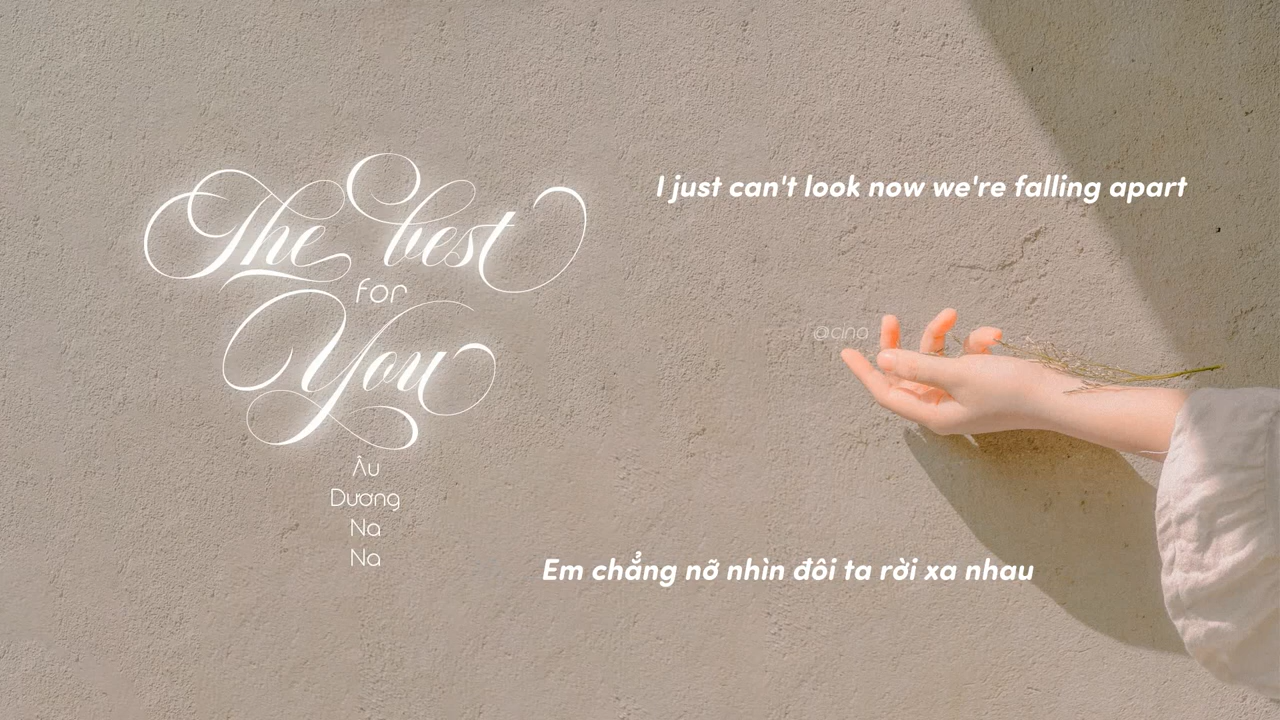 The best
for
You
Âu
Dương
Na
Na
I just can't look now we're falling apart
@cina
Em chẳng nỡ nhìn đôi ta rời xa nhau